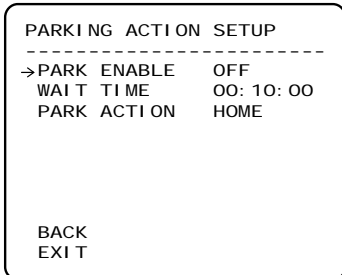 PARKING ACTION SETUP
------------------------
→PARK ENABLE OFF
WAIT TIME 00:10:00
PARK ACTION HOME
BACK
EXIT